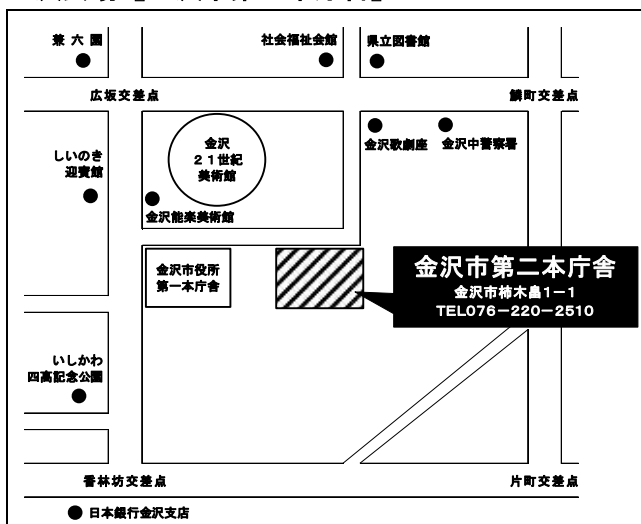 兼六園
社会福祉会館
県立図書館
広坂交差点
鱗町交差点
金沢
21世紀
美術館
金沢歌劇座
金沢中警察署
しいのき
迎賓館
金沢能楽美術館
金沢市役所
第一本庁舎
金沢市第二本庁舎
金沢市柿木畠1−1
TEL076−220−2510
いしかわ
四高記念公園
香林坊交差点
片町交差点
日本銀行金沢支店